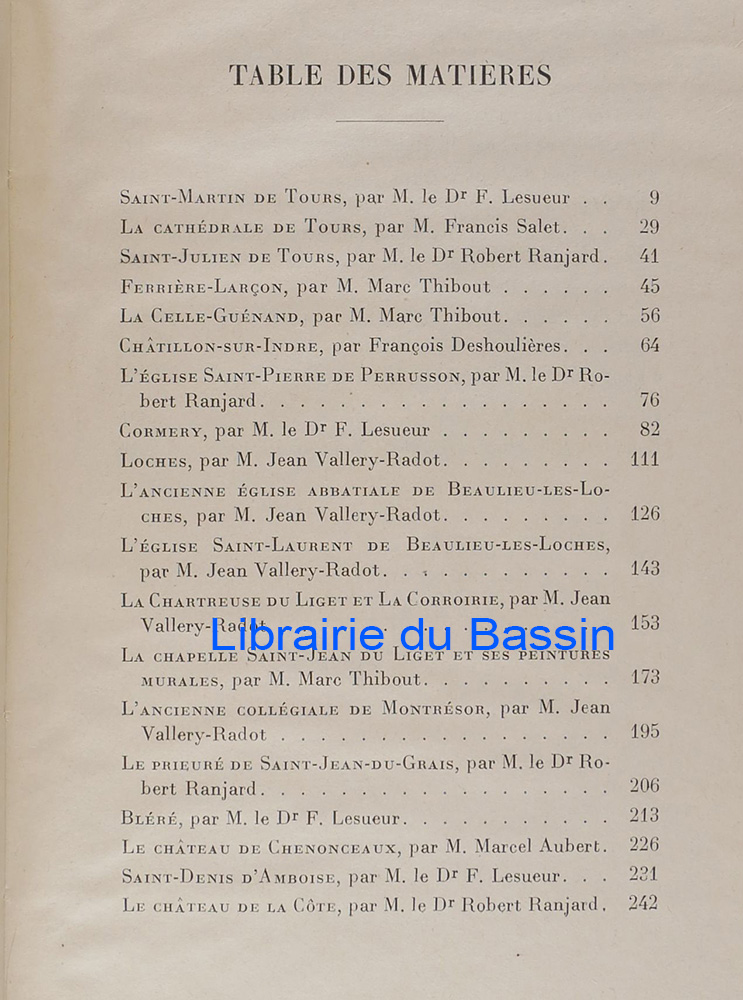 TABLE DES MATIÈRES
SAINT-MARTIN DE TOURS, par M. le Dr F. Lesueur . . 9
LA CATHÉDRALE DE TOURS, par M. Francis Salet. . . 29
SAINT-JULIEN DE TOURS, par M. le Dr Robert Ranjard. 41
FERRIÈRE-LARÇON, par M. Marc Thibout . . . . . . 45
LA CELLE-GUÉNAND, par M. Marc Thibout. . . . . . 56
CHÂTILLON-SUR-INDRE, par François Deshoulières. . . 64
L'ÉGLISE SAINT-PIERRE DE PERRUSSON, par M. le Dr Ro-
bert Ranjard. . . . . . . . . . . . . . . . . . 76
CORMERY, par M. le Dr F. Lesueur . . . . . . . . . 82
LOCHES, par M. Jean Vallery-Radot. . . . . . . . . 111
L'ANCIENNE ÉGLISE ABBATIALE DE BEAULIEU-LES-LO-
CHES, par M. Jean Vallery-Radot. . . . . . . . . 126
L'ÉGLISE SAINT-LAURENT DE BEAULIEU-LES-LOCHES,
par M. Jean Vallery-Radot. . . . . . . . . . . . 143
LA CHARTREUSE DU LIGET ET LA CORROIRIE, par M. Jean
Vallery-Radot . . . . . . . . . . . . . . . . . 153
Librairie du Bassin
LA CHAPELLE SAINT-JEAN DU LIGET ET SES PEINTURES
MURALES, par M. Marc Thibout. . . . . . . . . . 173
L'ANCIENNE COLLÉGIALE DE MONTRÉSOR, par M. Jean
Vallery-Radot . . . . . . . . . . . . . . . . . 195
LE PRIEURÉ DE SAINT-JEAN-DU-GRAIS, par M. le Dr Ro-
bert Ranjard. . . . . . . . . . . . . . . . . . 206
BLÉRÉ, par M. le Dr F. Lesueur. . . . . . . . . . . 213
LE CHÂTEAU DE CHENONCEAUX, par M. Marcel Aubert. 226
SAINT-DENIS D'AMBOISE, par M. le Dr F. Lesueur. . . 231
LE CHÂTEAU DE LA CÔTE, par M. le Dr Robert Ranjard. 242